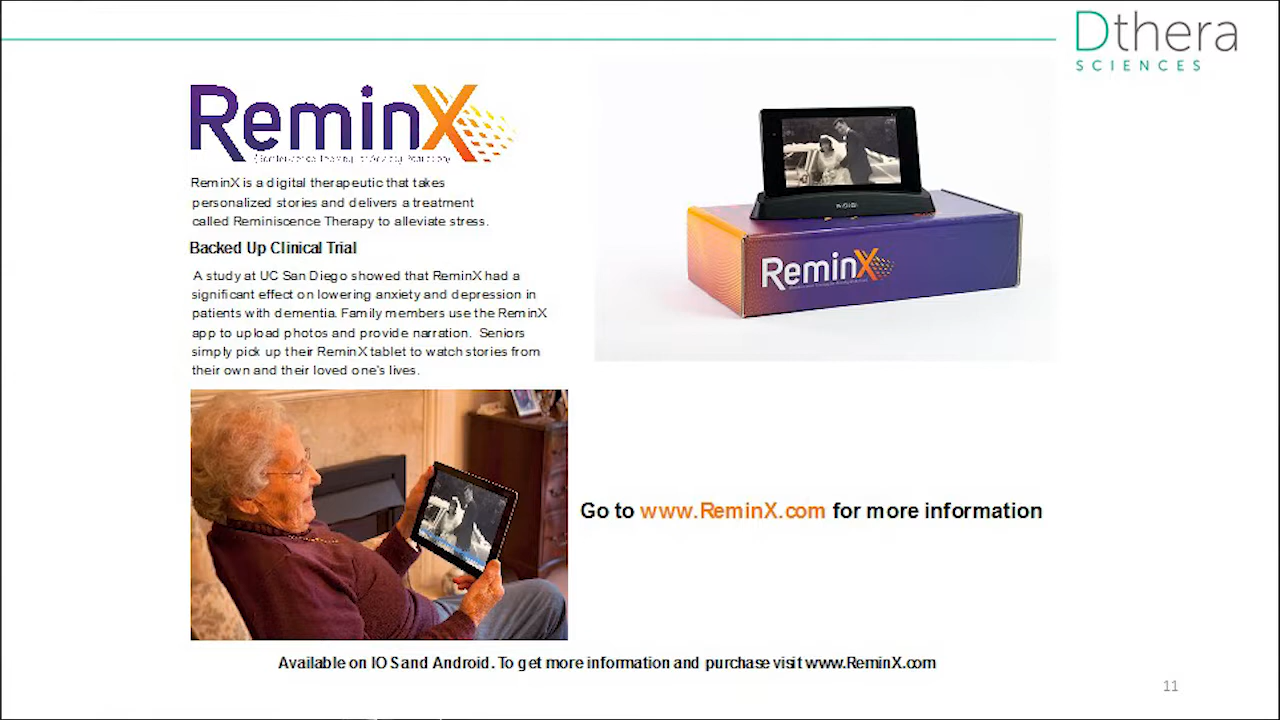 Dthera
SCIENCES
ReminX
ReminX is a digital therapeutic that takes
personalized stories and delivers a treatment
called Reminiscence Therapy to alleviate stress.
Backed Up Clinical Trial
A study at UC San Diego showed that ReminX had a
significant effect on lowering anxiety and depression in
patients with dementia. Family members use the ReminX
app to upload photos and provide narration. Seniors
simply pick up their ReminX tablet to watch stories from
their own and their loved one's lives.
ReminX
Go to www.ReminX.com for more information
Available on IOS and Android. To get more information and purchase visit www.ReminX.com
11